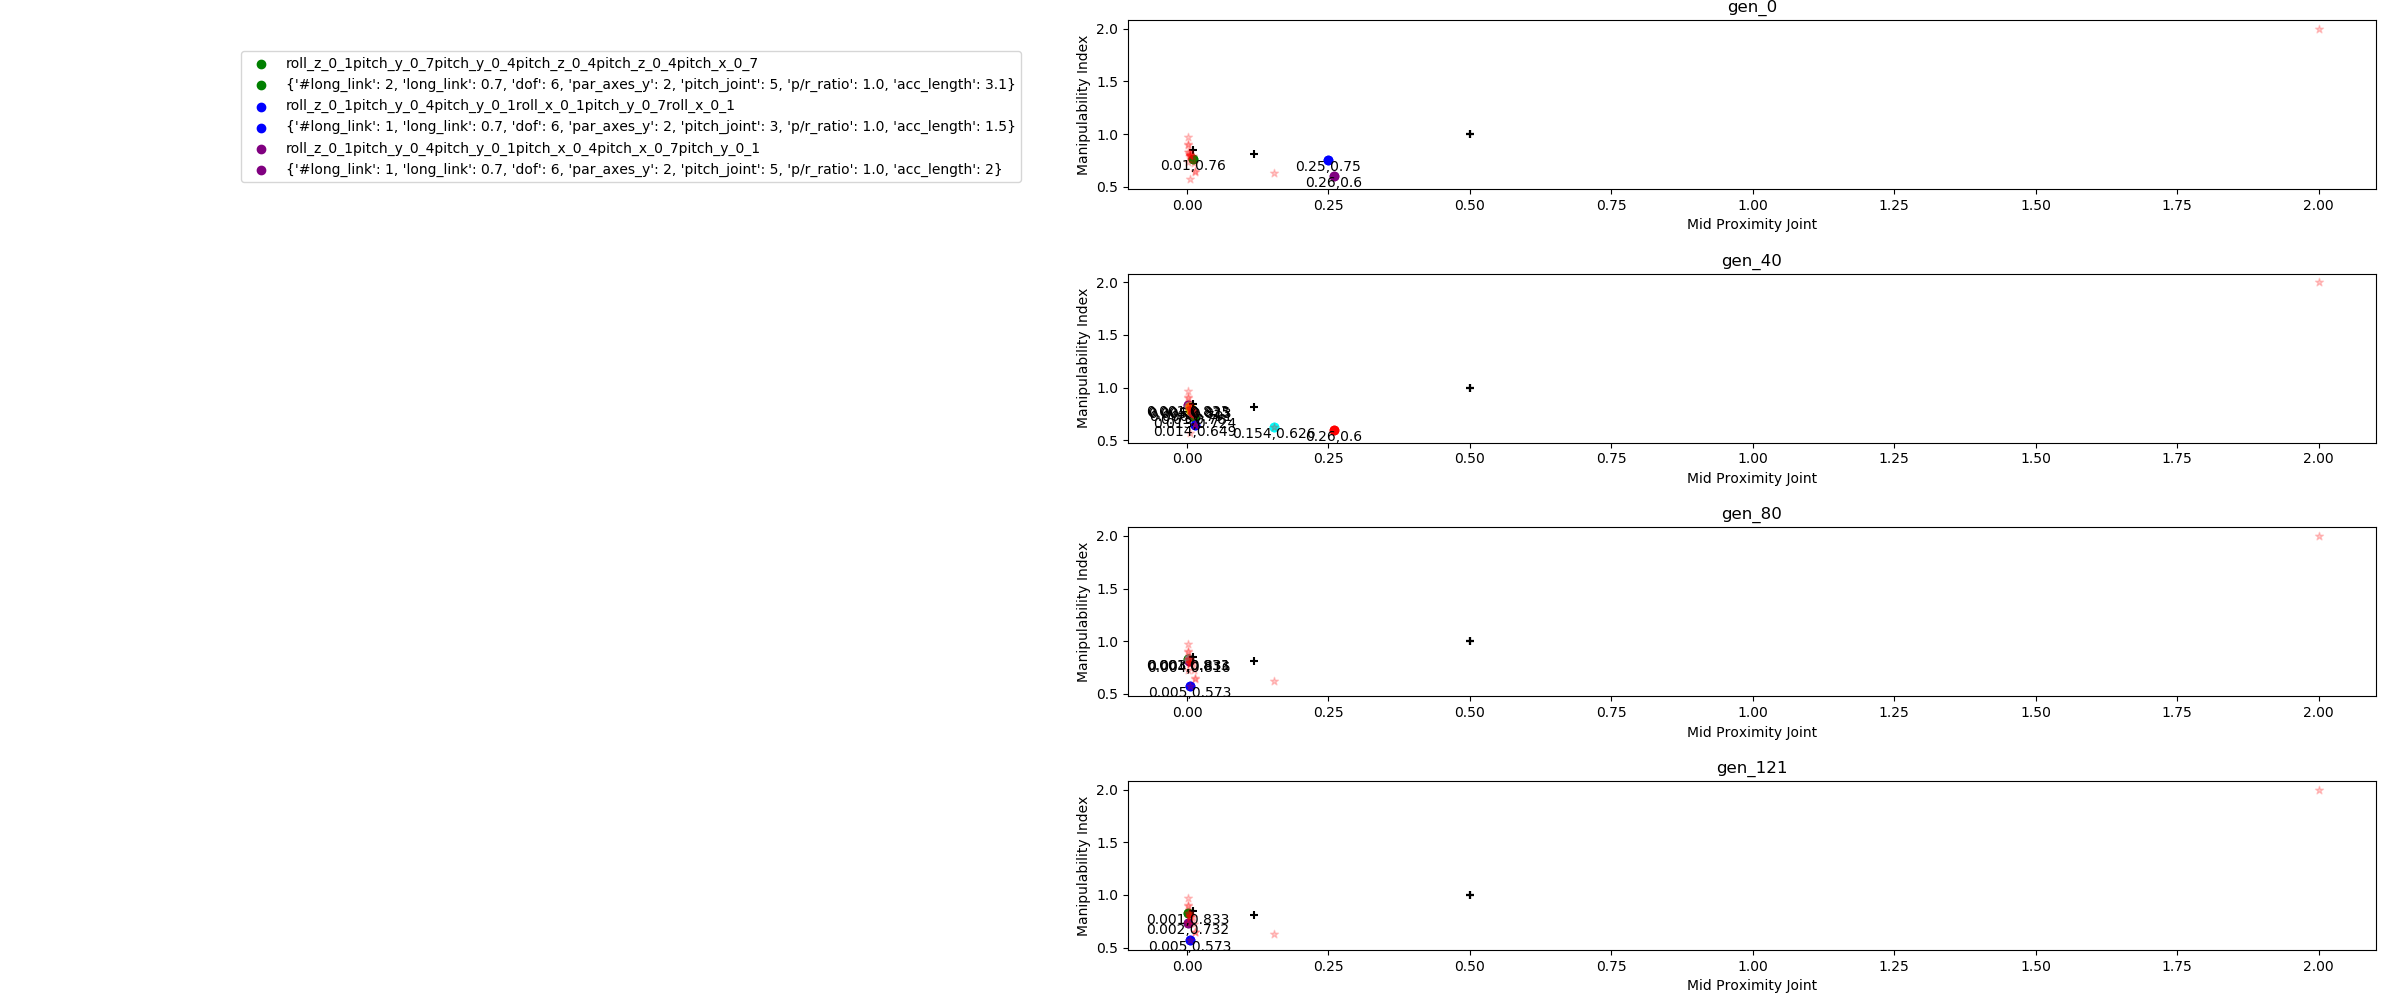 roll_z_0_1pitch_y_0_7pitch_y_0_4pitch_z_0_4pitch_z_0_4pitch_x_0_7
{'#long_link': 2, 'long_link': 0.7, 'dof': 6, 'par_axes_y': 2, 'pitch_joint': 5, 'p/r_ratio': 1.0, 'acc_length': 3.1}
roll_z_0_1pitch_y_0_4pitch_y_0_1roll_x_0_1pitch_y_0_7roll_x_0_1
{'#long_link': 1, 'long_link': 0.7, 'dof': 6, 'par_axes_y': 2, 'pitch_joint': 3, 'p/r_ratio': 1.0, 'acc_length': 1.5}
roll_z_0_1pitch_y_0_4pitch_y_0_1pitch_x_0_4pitch_x_0_7pitch_y_0_1
{'#long_link': 1, 'long_link': 0.7, 'dof': 6, 'par_axes_y': 2, 'pitch_joint': 5, 'p/r_ratio': 1.0, 'acc_length': 2}
gen_0
Manipulability Index
2.0
1.5
1.0
0.5
0.01,0.76
0.25,0.75
0.26,0.6
0.00 0.25 0.50 0.75 1.00 1.25 1.50 1.75 2.00
Mid Proximity Joint
gen_40
Manipulability Index
2.0
1.5
1.0
0.5
0.014,0.649
0.154,0.626
0.26,0.6
0.00 0.25 0.50 0.75 1.00 1.25 1.50 1.75 2.00
Mid Proximity Joint
gen_80
Manipulability Index
2.0
1.5
1.0
0.5
0.005,0.573
0.00 0.25 0.50 0.75 1.00 1.25 1.50 1.75 2.00
Mid Proximity Joint
gen_121
Manipulability Index
2.0
1.5
1.0
0.5
0.001,0.833
0.002,0.732
0.005,0.573
0.00 0.25 0.50 0.75 1.00 1.25 1.50 1.75 2.00
Mid Proximity Joint